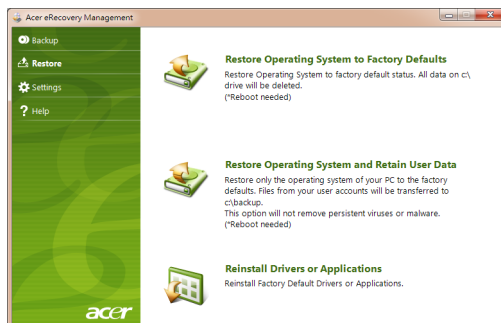 Acer eRecovery Management
Backup
Restore
Settings
Help
Restore Operating System to Factory Defaults
Restore Operating System to factory default status. All data on c:\
drive will be deleted.
(*Reboot needed)
Restore Operating System and Retain User Data
Restore only the operating system of your PC to the factory
defaults. Files from your user accounts will be transferred to
c:\backup.
This option will not remove persistent viruses or malware.
(*Reboot needed)
Reinstall Drivers or Applications
Reinstall Factory Default Drivers or Applications.
acer